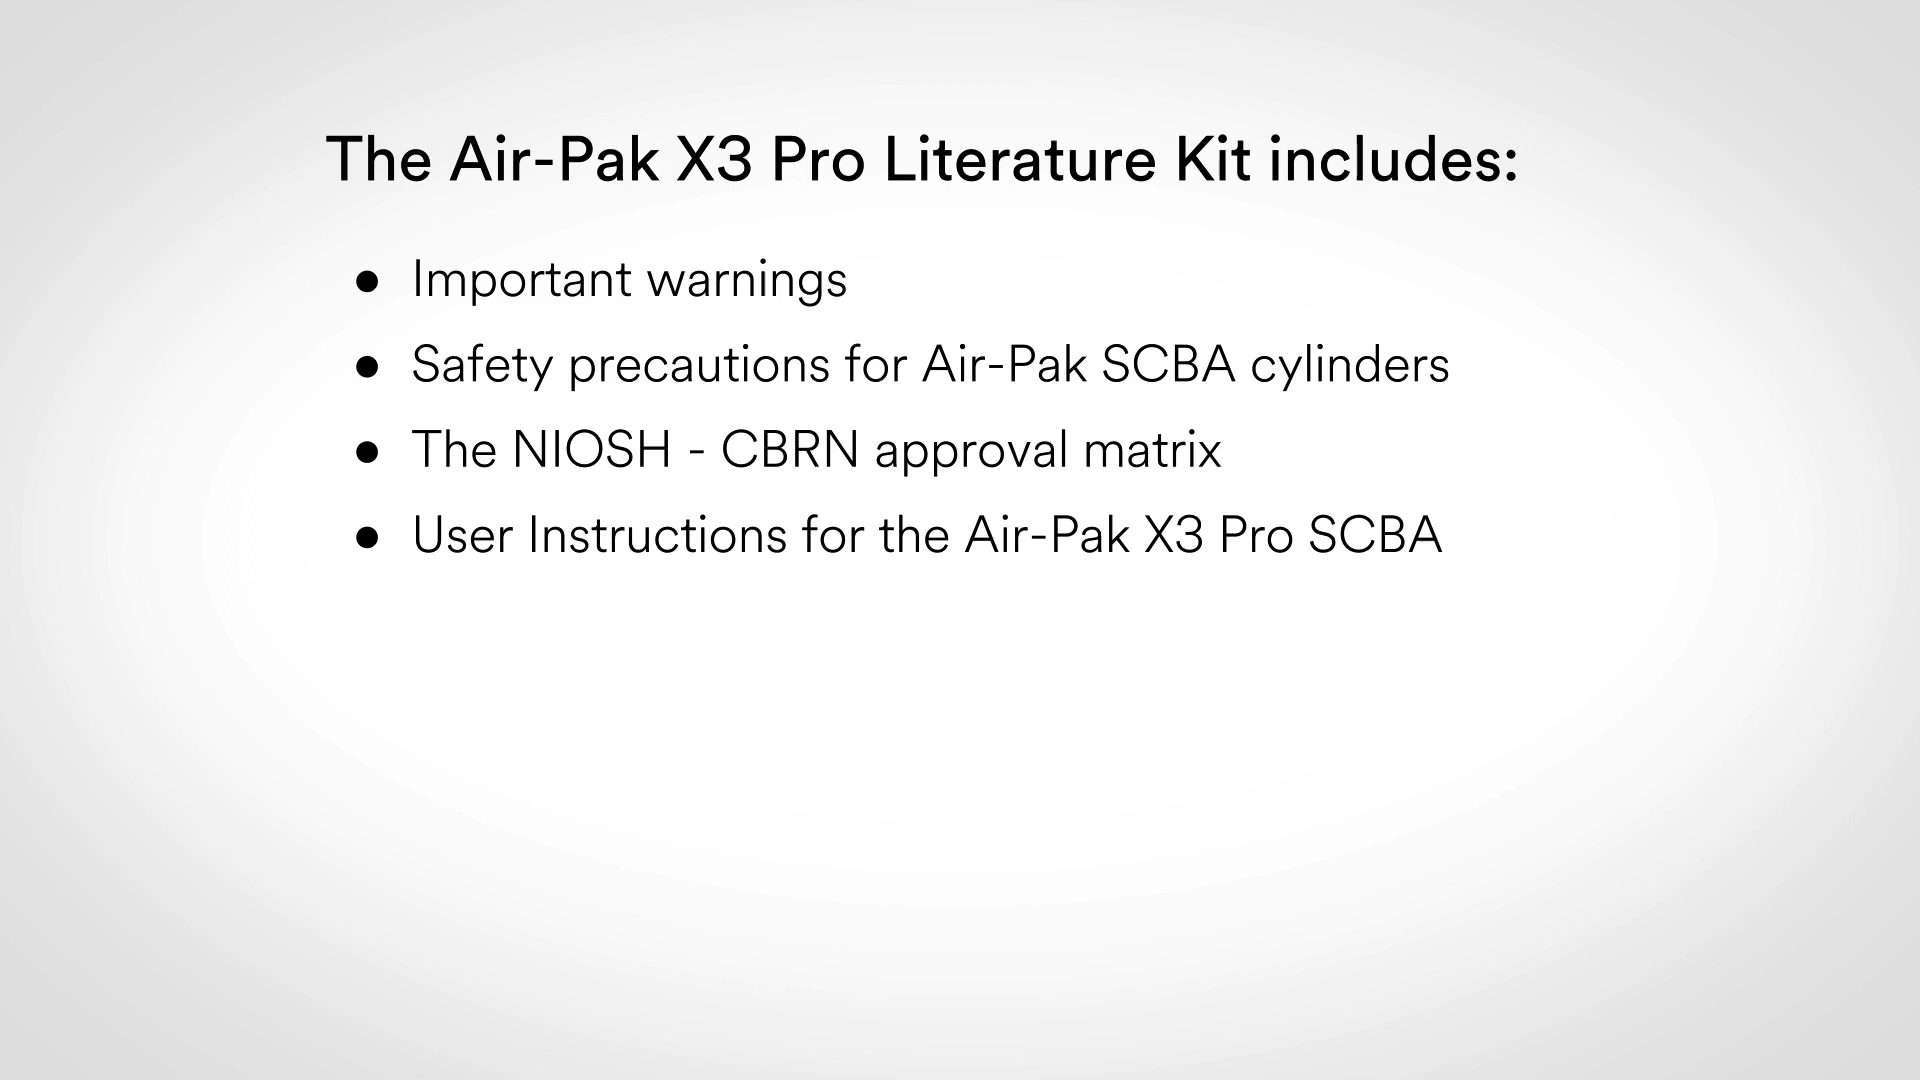 The Air-Pak X3 Pro Literature Kit includes:
● Important warnings
● Safety precautions for Air-Pak SCBA cylinders
● The NIOSH - CBRN approval matrix
● User Instructions for the Air-Pak X3 Pro SCBA